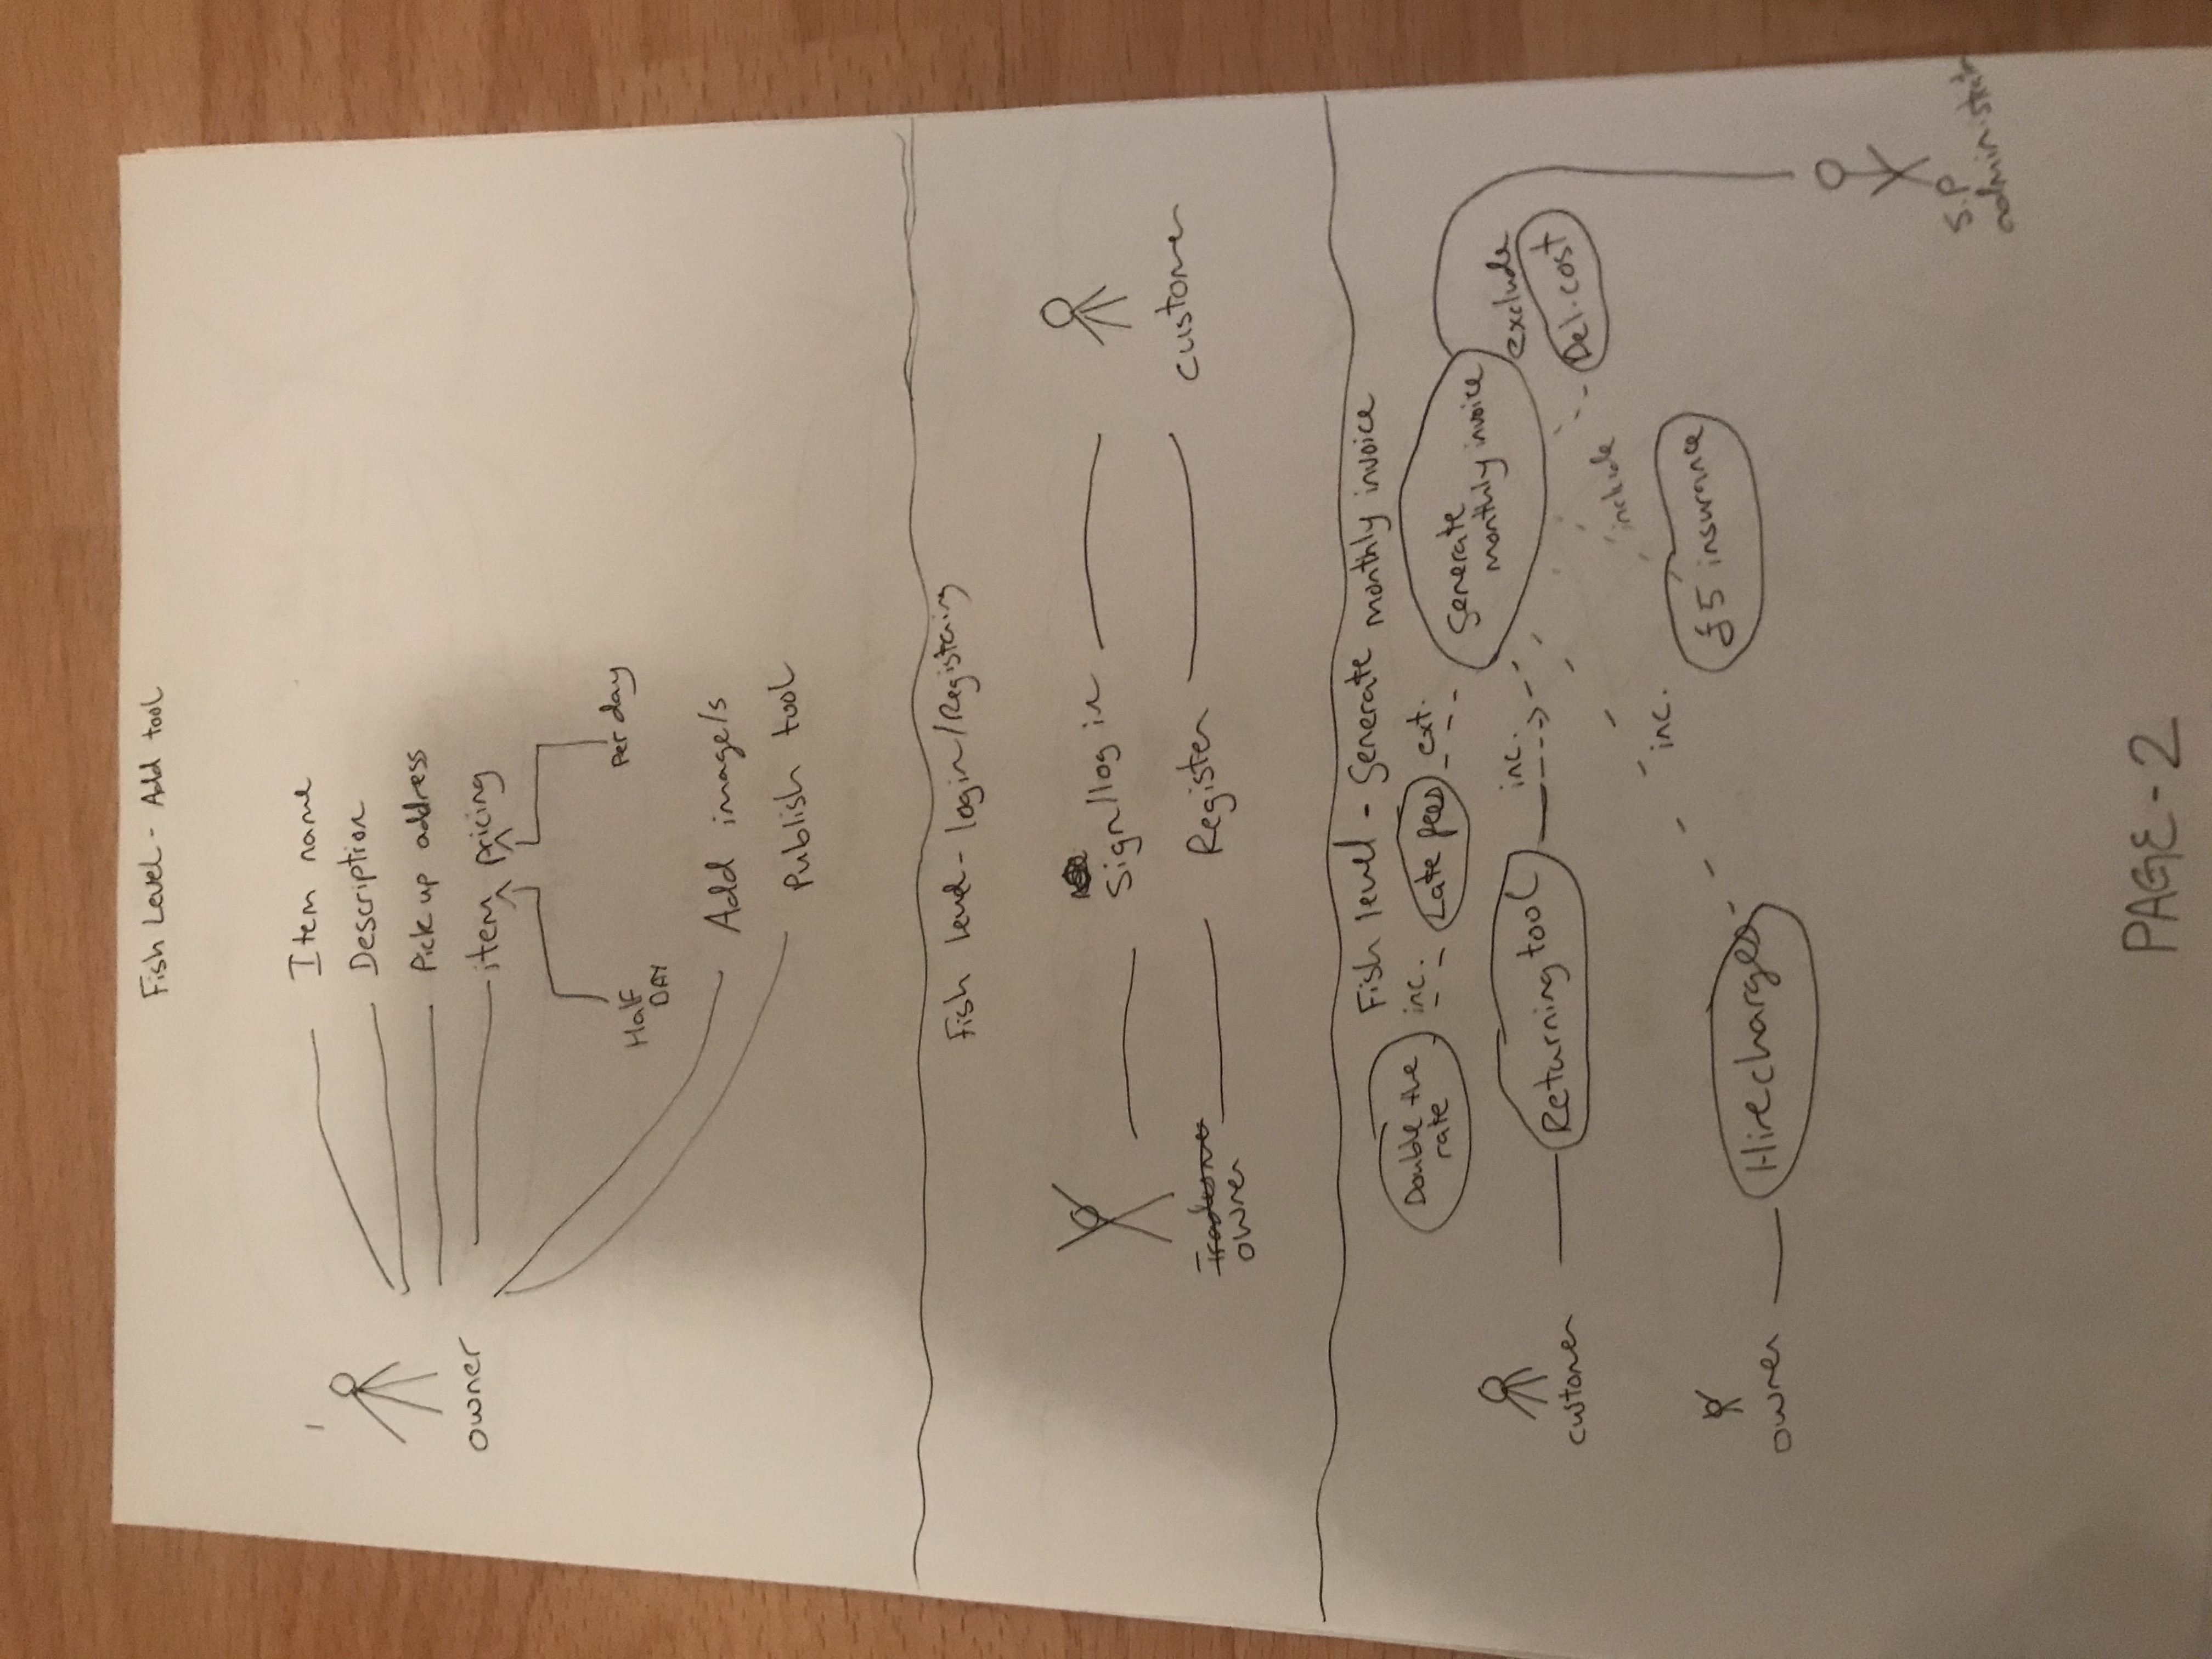 Fish Level - Add tool
Item name
Description
Pick up address
owner
item pricing
Half
DAY
Per day
Add image/s
Publish tool
Fish level - login/Registering
Sign/log in
Register
customer
owner
Fish level - Generate monthly invoice
Double the
rate
inc.
Late fees
ext.
Generate
monthly invoice
exclude
Del. cost
customer
Returning tool
inc.
include
inc.
£5 insurance
owner
Hire charges
S.P
administrator
PAGE - 2